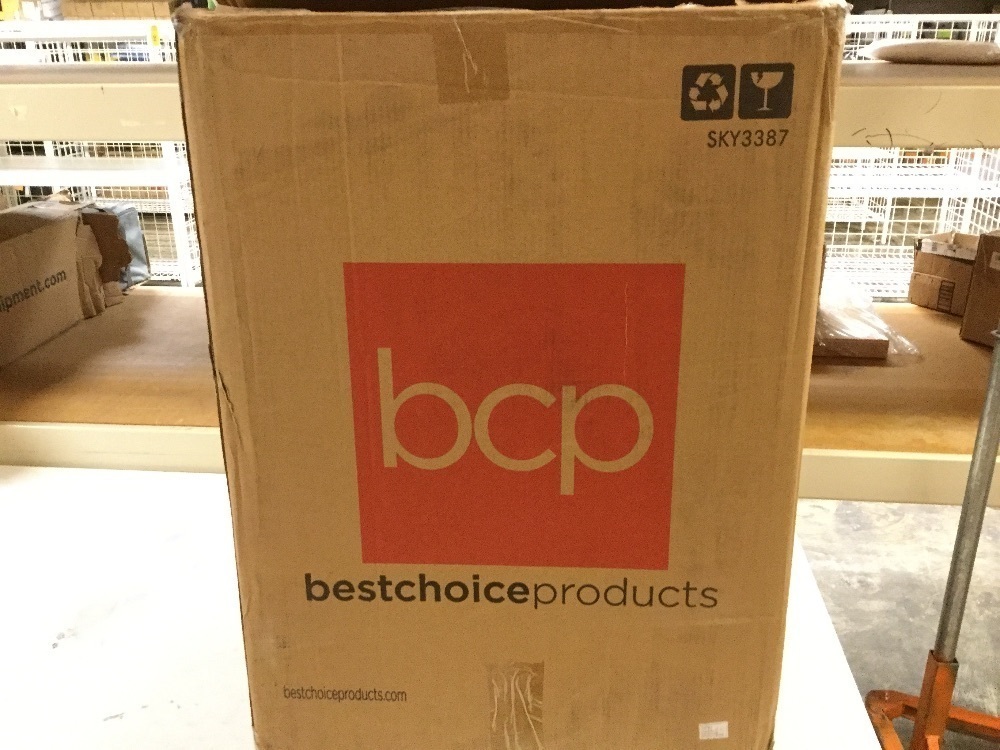 SKY3387
ipment.com
bcp
bestchoiceproducts
bestchoiceproducts.com